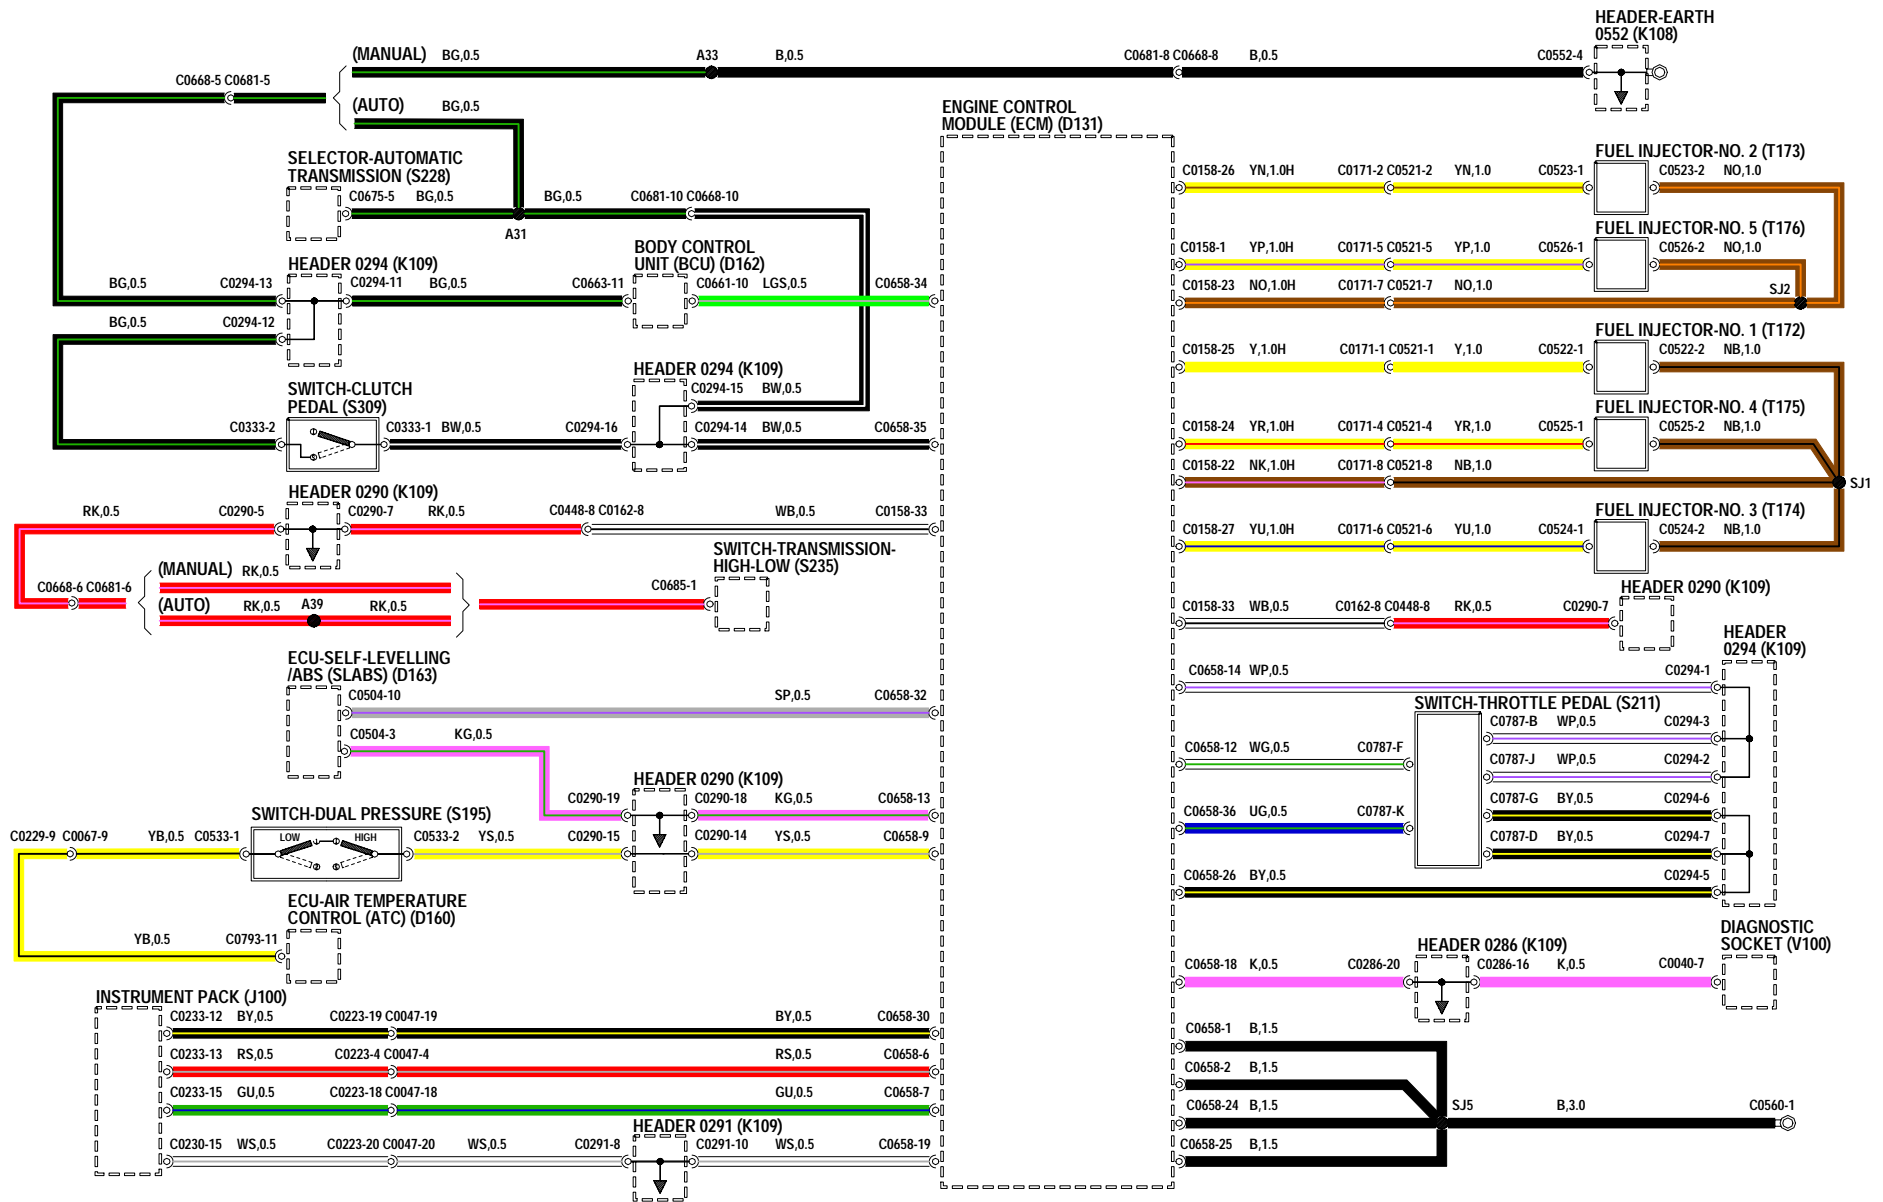 HEADER-EARTH
0552 (K108)
(MANUAL) BG,0.5 A33 B,0.5 C0681-8 C0668-8 B,0.5 C0552-4
C0668-5 C0681-5
(AUTO) BG,0.5
ENGINE CONTROL
MODULE (ECM) (D131)
SELECTOR-AUTOMATIC
TRANSMISSION (S228)
C0675-5 BG,0.5 BG,0.5 C0681-10 C0668-10
A31
HEADER 0294 (K109)
BODY CONTROL
UNIT (BCU) (D162)
BG,0.5 C0294-13 C0294-11 BG,0.5 C0663-11 C0661-10 LGS,0.5 C0658-34
BG,0.5 C0294-12
HEADER 0294 (K109)
C0294-15 BW,0.5
SWITCH-CLUTCH
PEDAL (S309)
C0333-2 C0333-1 BW,0.5 C0294-16 C0294-14 BW,0.5 C0658-35
HEADER 0290 (K109)
RK,0.5 C0290-5 C0290-7 RK,0.5 C0448-8 C0162-8 WB,0.5 C0158-33
SWITCH-TRANSMISSION-
HIGH-LOW (S235)
(MANUAL) RK,0.5
C0668-6 C0681-6 C0685-1
(AUTO) RK,0.5 A39 RK,0.5
ECU-SELF-LEVELLING
/ABS (SLABS) (D163)
C0504-10 SP,0.5 C0658-32
C0504-3 KG,0.5
HEADER 0290 (K109)
C0290-19 C0290-18 KG,0.5 C0658-13
SWITCH-DUAL PRESSURE (S195)
C0229-9 C0067-9 YB,0.5 C0533-1 LOW HIGH C0533-2 YS,0.5 C0290-15 C0290-14 YS,0.5 C0658-9
ECU-AIR TEMPERATURE
CONTROL (ATC) (D160)
YB,0.5 C0793-11
INSTRUMENT PACK (J100)
C0233-12 BY,0.5 C0223-19 C0047-19 BY,0.5 C0658-30
C0233-13 RS,0.5 C0223-4 C0047-4 RS,0.5 C0658-6
C0233-15 GU,0.5 C0223-18 C0047-18 GU,0.5 C0658-7
HEADER 0291 (K109)
C0230-15 WS,0.5 C0223-20 C0047-20 WS,0.5 C0291-8 C0291-10 WS,0.5 C0658-19
FUEL INJECTOR-NO. 2 (T173)
C0158-26 YN,1.0H C0171-2 C0521-2 YN,1.0 C0523-1 C0523-2 NO,1.0
FUEL INJECTOR-NO. 5 (T176)
C0158-1 YP,1.0H C0171-5 C0521-5 YP,1.0 C0526-1 C0526-2 NO,1.0
C0158-23 NO,1.0H C0171-7 C0521-7 NO,1.0 SJ2
FUEL INJECTOR-NO. 1 (T172)
C0158-25 Y,1.0H C0171-1 C0521-1 Y,1.0 C0522-1 C0522-2 NB,1.0
FUEL INJECTOR-NO. 4 (T175)
C0158-24 YR,1.0H C0171-4 C0521-4 YR,1.0 C0525-1 C0525-2 NB,1.0
C0158-22 NK,1.0H C0171-8 C0521-8 NB,1.0 SJ1
FUEL INJECTOR-NO. 3 (T174)
C0158-27 YU,1.0H C0171-6 C0521-6 YU,1.0 C0524-1 C0524-2 NB,1.0
HEADER 0290 (K109)
C0158-33 WB,0.5 C0162-8 C0448-8 RK,0.5 C0290-7
HEADER
0294 (K109)
C0658-14 WP,0.5 C0294-1
SWITCH-THROTTLE PEDAL (S211)
C0787-B WP,0.5 C0294-3
C0658-12 WG,0.5 C0787-F
C0787-J WP,0.5 C0294-2
C0787-G BY,0.5 C0294-6
C0658-36 UG,0.5 C0787-K
C0787-D BY,0.5 C0294-7
C0658-26 BY,0.5 C0294-5
DIAGNOSTIC
SOCKET (V100)
HEADER 0286 (K109)
C0658-18 K,0.5 C0286-20 C0286-16 K,0.5 C0040-7
C0658-1 B,1.5
C0658-2 B,1.5
C0658-24 B,1.5 SJ5 B,3.0 C0560-1
C0658-25 B,1.5